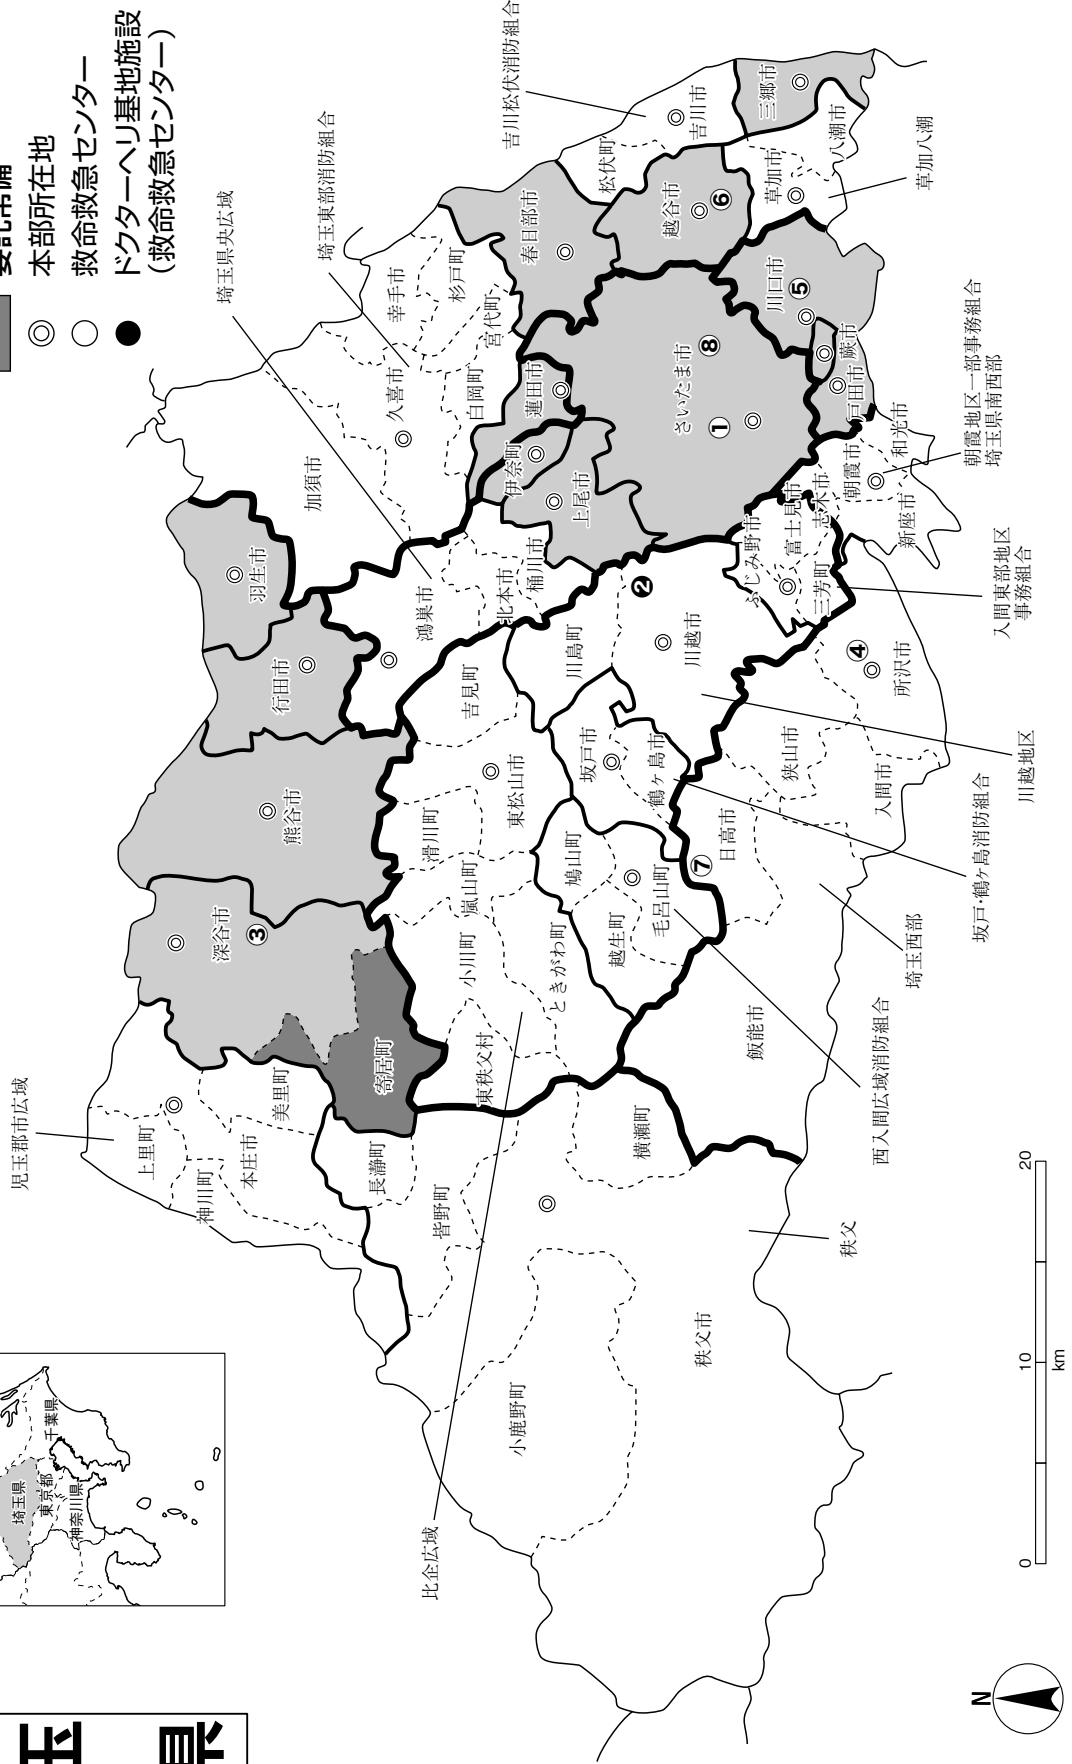 委託常備
本部所在地
救命救急センター
ドクターヘリ基地施設
(救命救急センター)
埼玉県
東京都
千葉県
神奈川県
児玉郡市広域
埼玉県央広域
埼玉東部消防組合
吉川松伏消防組合
草加八潮
朝霞地区一部事務組合
埼玉県南西部
入間東部地区
事務組合
川越地区
坂戸・鶴ヶ島消防組合
埼玉西部
西入間広域消防組合
秩父
比企広域
上里町
神川町
本庄市
美里町
長瀞町
皆野町
寄居町
深谷市
③
熊谷市
行田市
羽生市
加須市
久喜市
幸手市
杉戸町
宮代町
白岡町
春日部市
松伏町
吉川市
三郷市
八潮市
草加市
越谷市
⑥
川口市
⑤
蕨市
戸田市
さいたま市
①
⑧
蓮田市
伊奈町
上尾市
桶川市
北本市
鴻巣市
吉見町
川島町
川越市
❷
ふじみ野市
富士見市
三芳町
志木市
朝霞市
和光市
新座市
所沢市
④
狭山市
入間市
日高市
⑦
飯能市
坂戸市
鶴ヶ島市
鳩山町
毛呂山町
越生町
東松山市
滑川町
嵐山町
小川町
ときがわ町
東秩父村
横瀬町
小鹿野町
秩父市
0
10
20
km
N